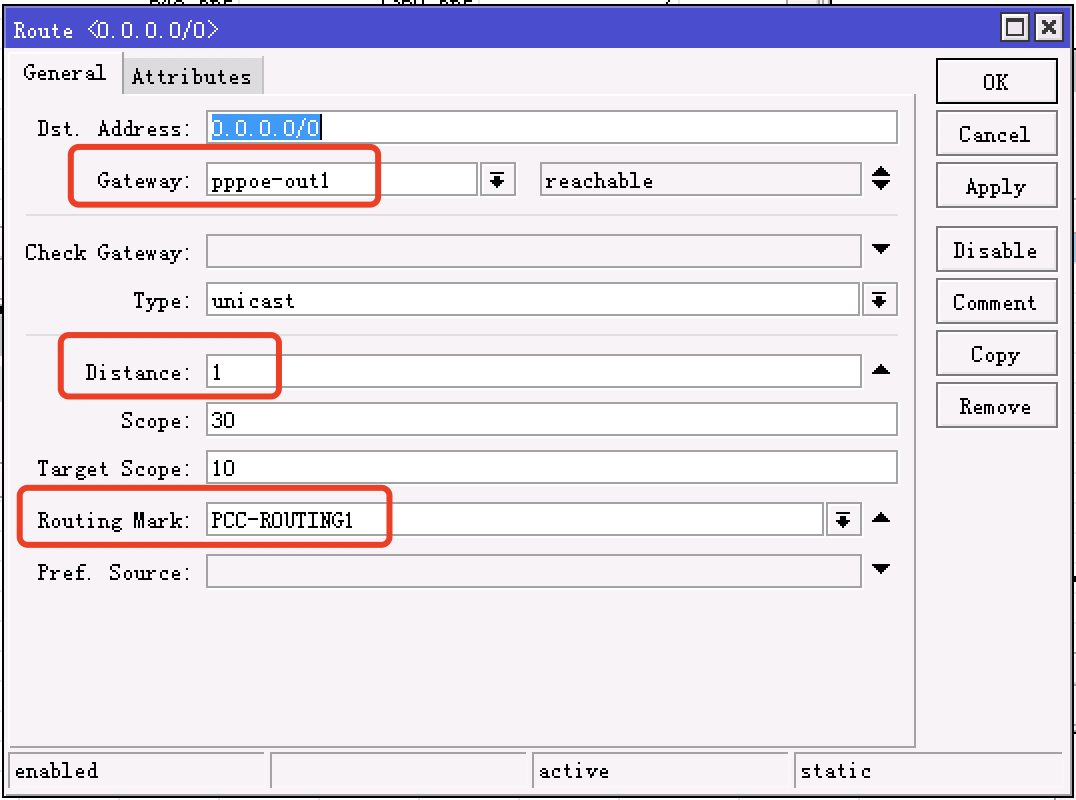 Route <0.0.0.0/0>
General Attributes
Dst. Address: 0.0.0.0/0
Gateway: pppoe-out1 reachable
Check Gateway:
Type: unicast
Distance: 1
Scope: 30
Target Scope: 10
Routing Mark: PCC-ROUTING1
Pref. Source:
OK
Cancel
Apply
Disable
Comment
Copy
Remove
enabled active static